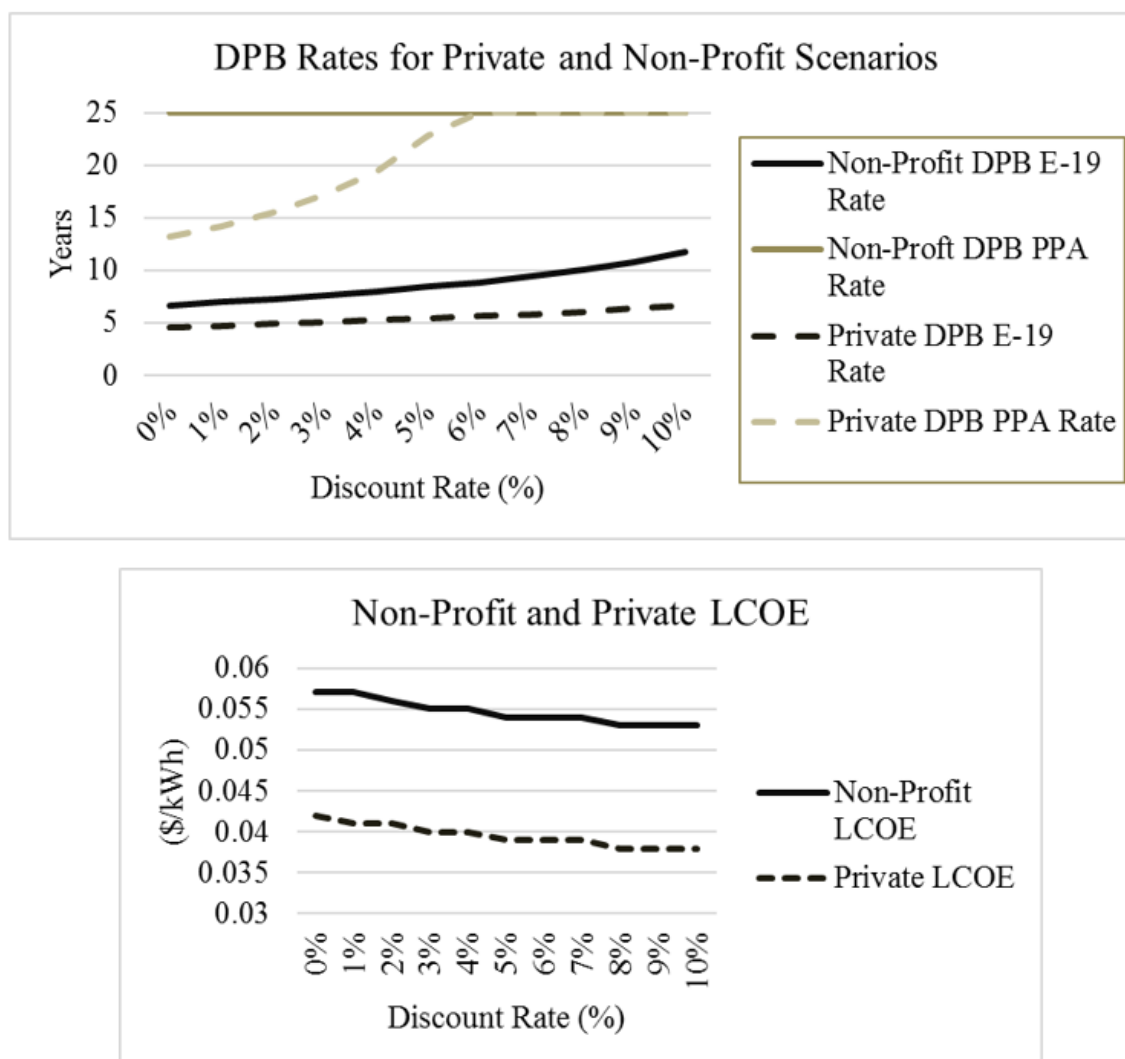 DPB Rates for Private and Non-Profit Scenarios
25
20
15
10
5
0
Years
0%
1%
2%
3%
4%
5%
6%
7%
8%
9%
10%
Discount Rate (%)
Non-Profit DPB E-19
Rate
Non-Proft DPB PPA
Rate
Private DPB E-19
Rate
Private DPB PPA Rate
Non-Profit and Private LCOE
0.06
0.055
0.05
0.045
0.04
0.035
0.03
($/kWh)
0%
1%
2%
3%
4%
5%
6%
7%
8%
9%
10%
Discount Rate (%)
Non-Profit
LCOE
Private LCOE